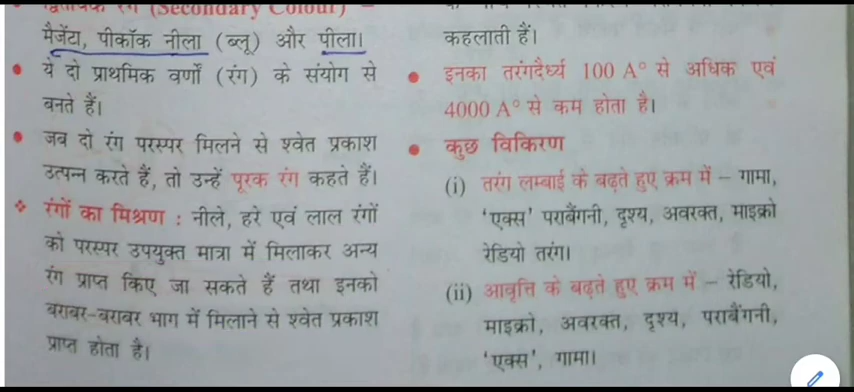 द्वितीयक रंग (Secondary Colour) –
मैजेंटा, पीकॉक नीला (ब्लू) और पीला।
ये दो प्राथमिक वर्णों (रंग) के संयोग से
बनते हैं।
जब दो रंग परस्पर मिलने से श्वेत प्रकाश
उत्पन्न करते हैं, तो उन्हें पूरक रंग कहते हैं।
रंगों का मिश्रण : नीले, हरे एवं लाल रंगों
को परस्पर उपयुक्त मात्रा में मिलाकर अन्य
रंग प्राप्त किए जा सकते हैं तथा इनको
बराबर-बराबर भाग में मिलाने से श्वेत प्रकाश
प्राप्त होता है।
कहलाती हैं।
इनका तरंगदैर्ध्य 100 A° से अधिक एवं
4000 A° से कम होता है।
कुछ विकिरण
(i) तरंग लम्बाई के बढ़ते हुए क्रम में – गामा,
'एक्स' पराबैंगनी, दृश्य, अवरक्त, माइक्रो
रेडियो तरंग।
(ii) आवृत्ति के बढ़ते हुए क्रम में – रेडियो,
माइक्रो, अवरक्त, दृश्य, पराबैंगनी,
'एक्स', गामा।